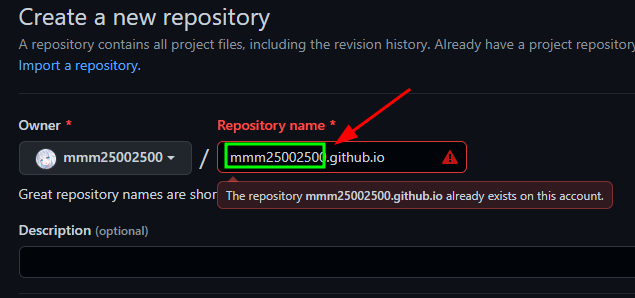 Create a new repository
A repository contains all project files, including the revision history. Already have a project repository
Import a repository.
Owner *
Repository name *
mmm25002500 / mmm25002500.github.io
Great repository names are shor
The repository mmm25002500.github.io already exists on this account.
Description (optional)